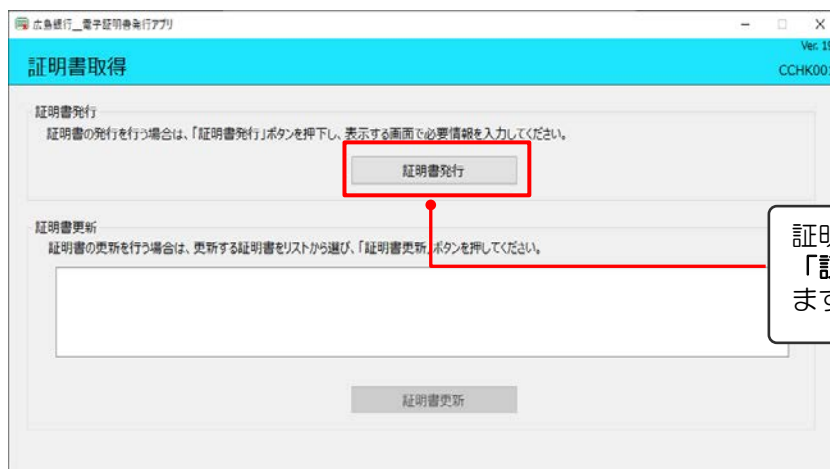 広島銀行__電子証明書発行アプリ
Ver. 19
証明書取得
CCHK001
証明書発行
証明書の発行を行う場合は、「証明書発行」ボタンを押下し、表示する画面で必要情報を入力してください。
証明書発行
証明書更新
証明書の更新を行う場合は、更新する証明書をリストから選び、「証明書更新」ボタンを押してください。
証明
「証
ます
証明書更新